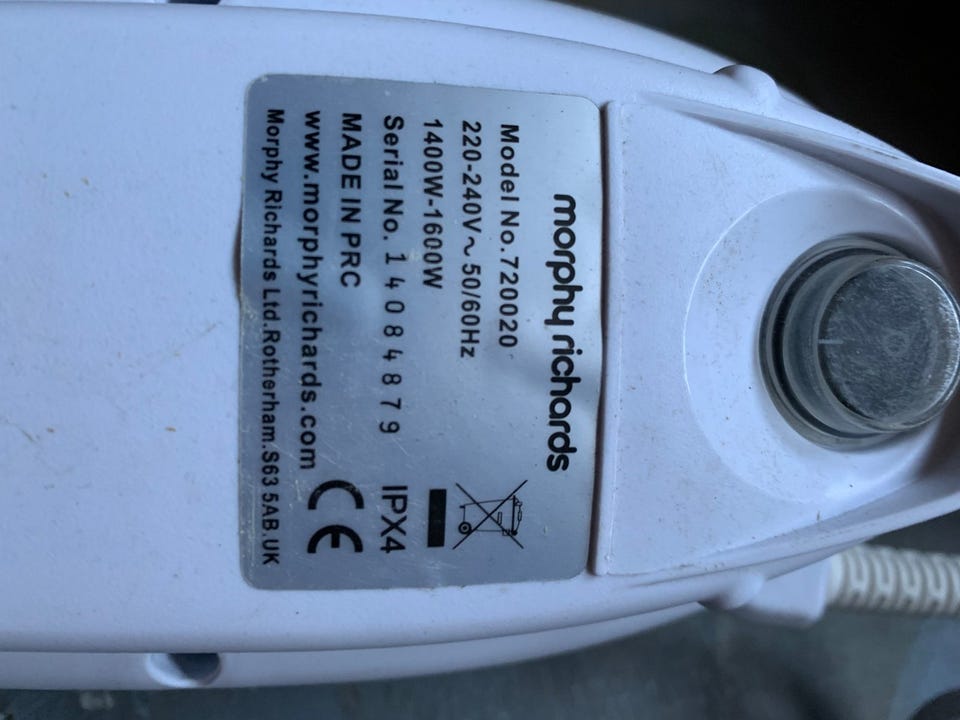 morphy richards
Model No.720020
220-240V~50/60Hz
1400W-1600W
Serial No. 14084879
IPX4
MADE IN PRC
www.morphyrichards.com
CE
Morphy Richards Ltd.Rotherham.S63 5AB.UK